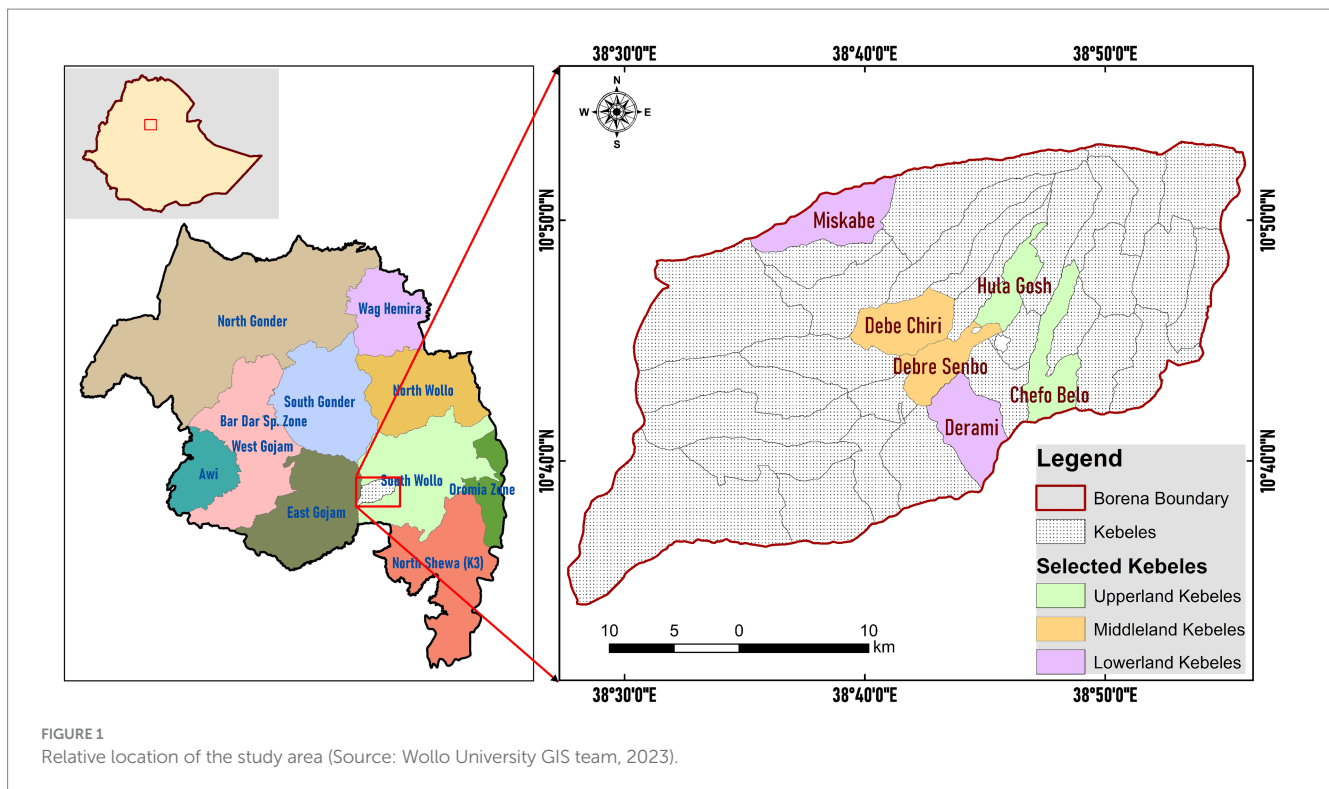 38°30'0"E
38°40'0"E
38°50'0"E
N
W
E
S
10°5'0"N
10°5'0"N
Miskabe
Hula Gosh
Debe Chiri
Debre Senbo
Chefo Belo
Derami
Wag Hemira
North Gonder
North Wollo
South Gonder
Bar Dar Sp. Zone
West Gojam
Awi
South Wollo
Oromia Zone
East Gojam
North Shewa (K3)
10°4'0"N
10°4'0"N
Legend
Borena Boundary
Kebeles
Selected Kebeles
Upperland Kebeles
Middleland Kebeles
Lowerland Kebeles
10
5
0
10
km
38°30'0"E
38°40'0"E
38°50'0"E
FIGURE 1
Relative location of the study area (Source: Wollo University GIS team, 2023).